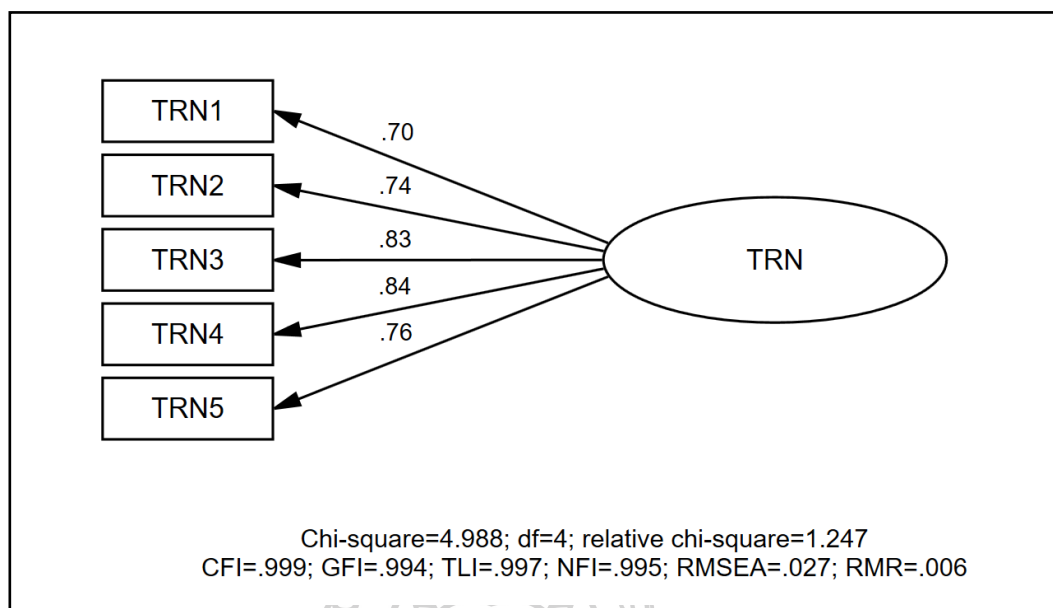 TRN1
.70
TRN2
.74
TRN3
.83
TRN
TRN4
.84
TRN5
.76
Chi-square=4.988; df=4; relative chi-square=1.247
CFI=.999; GFI=.994; TLI=.997; NFI=.995; RMSEA=.027; RMR=.006